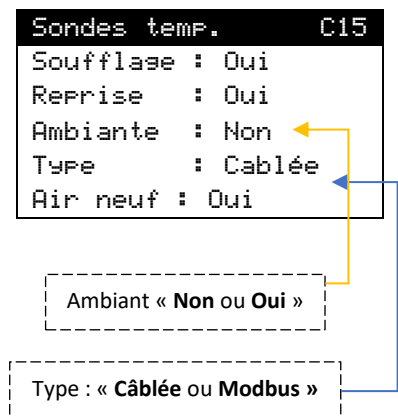 Sondes temp. C15
Soufflage : Oui
Reprise : Oui
Ambiante : Non
Type : Cablée
Air neuf : Oui
Ambiant « Non ou Oui »
Type : « Câblée ou Modbus »